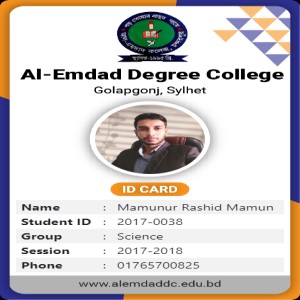 Al-Emdad Degree College
Golapgonj, Sylhet
ID CARD
Name : Mamunur Rashid Mamun
Student ID : 2017-0038
Group : Science
Session : 2017-2018
Phone : 01765700825
www.alemdaddc.edu.bd